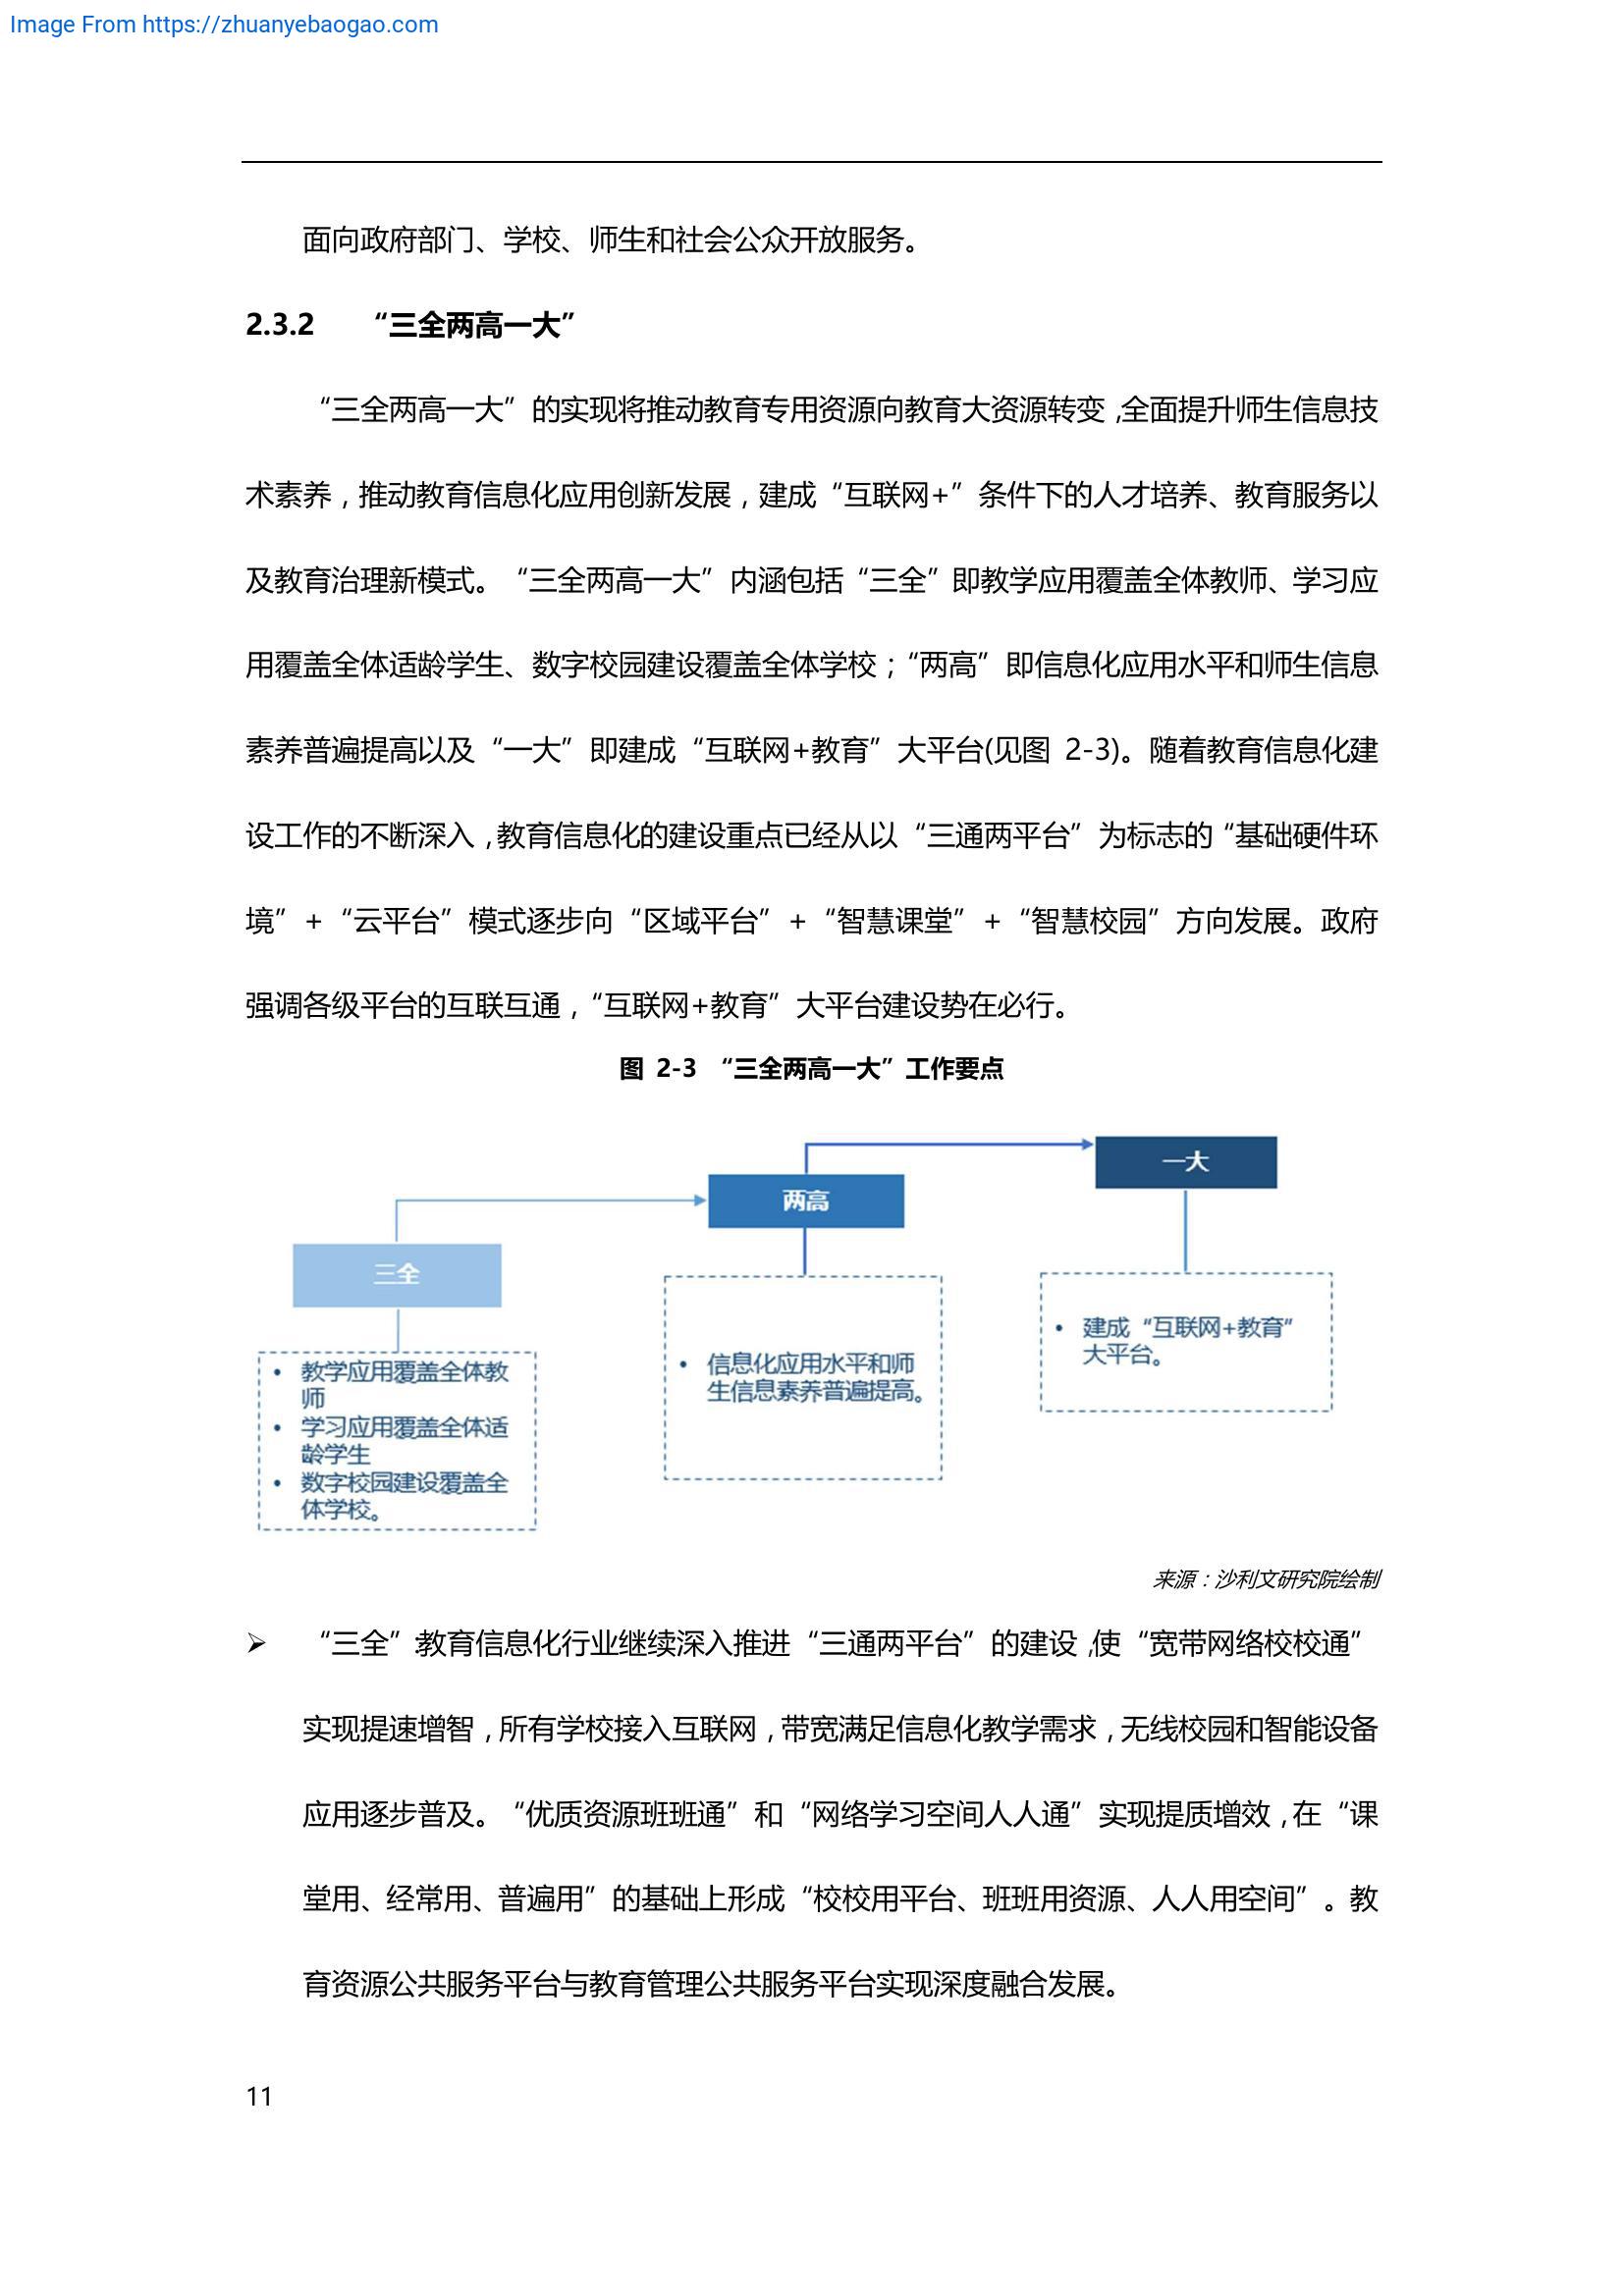 Image From https://zhuanyebaogao.com
面向政府部门、学校、师生和社会公众开放服务。
2.3.2 “三全两高一大”
“三全两高一大”的实现将推动教育专用资源向教育大资源转变，全面提升师生信息技
术素养，推动教育信息化应用创新发展，建成“互联网+”条件下的人才培养、教育服务以
及教育治理新模式。“三全两高一大”内涵包括“三全”即教学应用覆盖全体教师、学习应
用覆盖全体适龄学生、数字校园建设覆盖全体学校；“两高”即信息化应用水平和师生信息
素养普遍提高以及“一大”即建成“互联网+教育”大平台(见图 2-3)。随着教育信息化建
设工作的不断深入，教育信息化的建设重点已经从以“三通两平台”为标志的“基础硬件环
境”+“云平台”模式逐步向“区域平台”+“智慧课堂”+“智慧校园”方向发展。政府
强调各级平台的互联互通，“互联网+教育”大平台建设势在必行。
图 2-3 “三全两高一大”工作要点
一大
两高
三全
• 建成“互联网+教育”
大平台。
• 信息化应用水平和师
生信息素养普遍提高。
• 教学应用覆盖全体教
师
• 学习应用覆盖全体适
龄学生
• 数字校园建设覆盖全
体学校。
来源：沙利文研究院绘制
➢ “三全”：教育信息化行业继续深入推进“三通两平台”的建设，使“宽带网络校校通”
实现提速增智，所有学校接入互联网，带宽满足信息化教学需求，无线校园和智能设备
应用逐步普及。“优质资源班班通”和“网络学习空间人人通”实现提质增效，在“课
堂用、经常用、普遍用”的基础上形成“校校用平台、班班用资源、人人用空间”。教
育资源公共服务平台与教育管理公共服务平台实现深度融合发展。
11